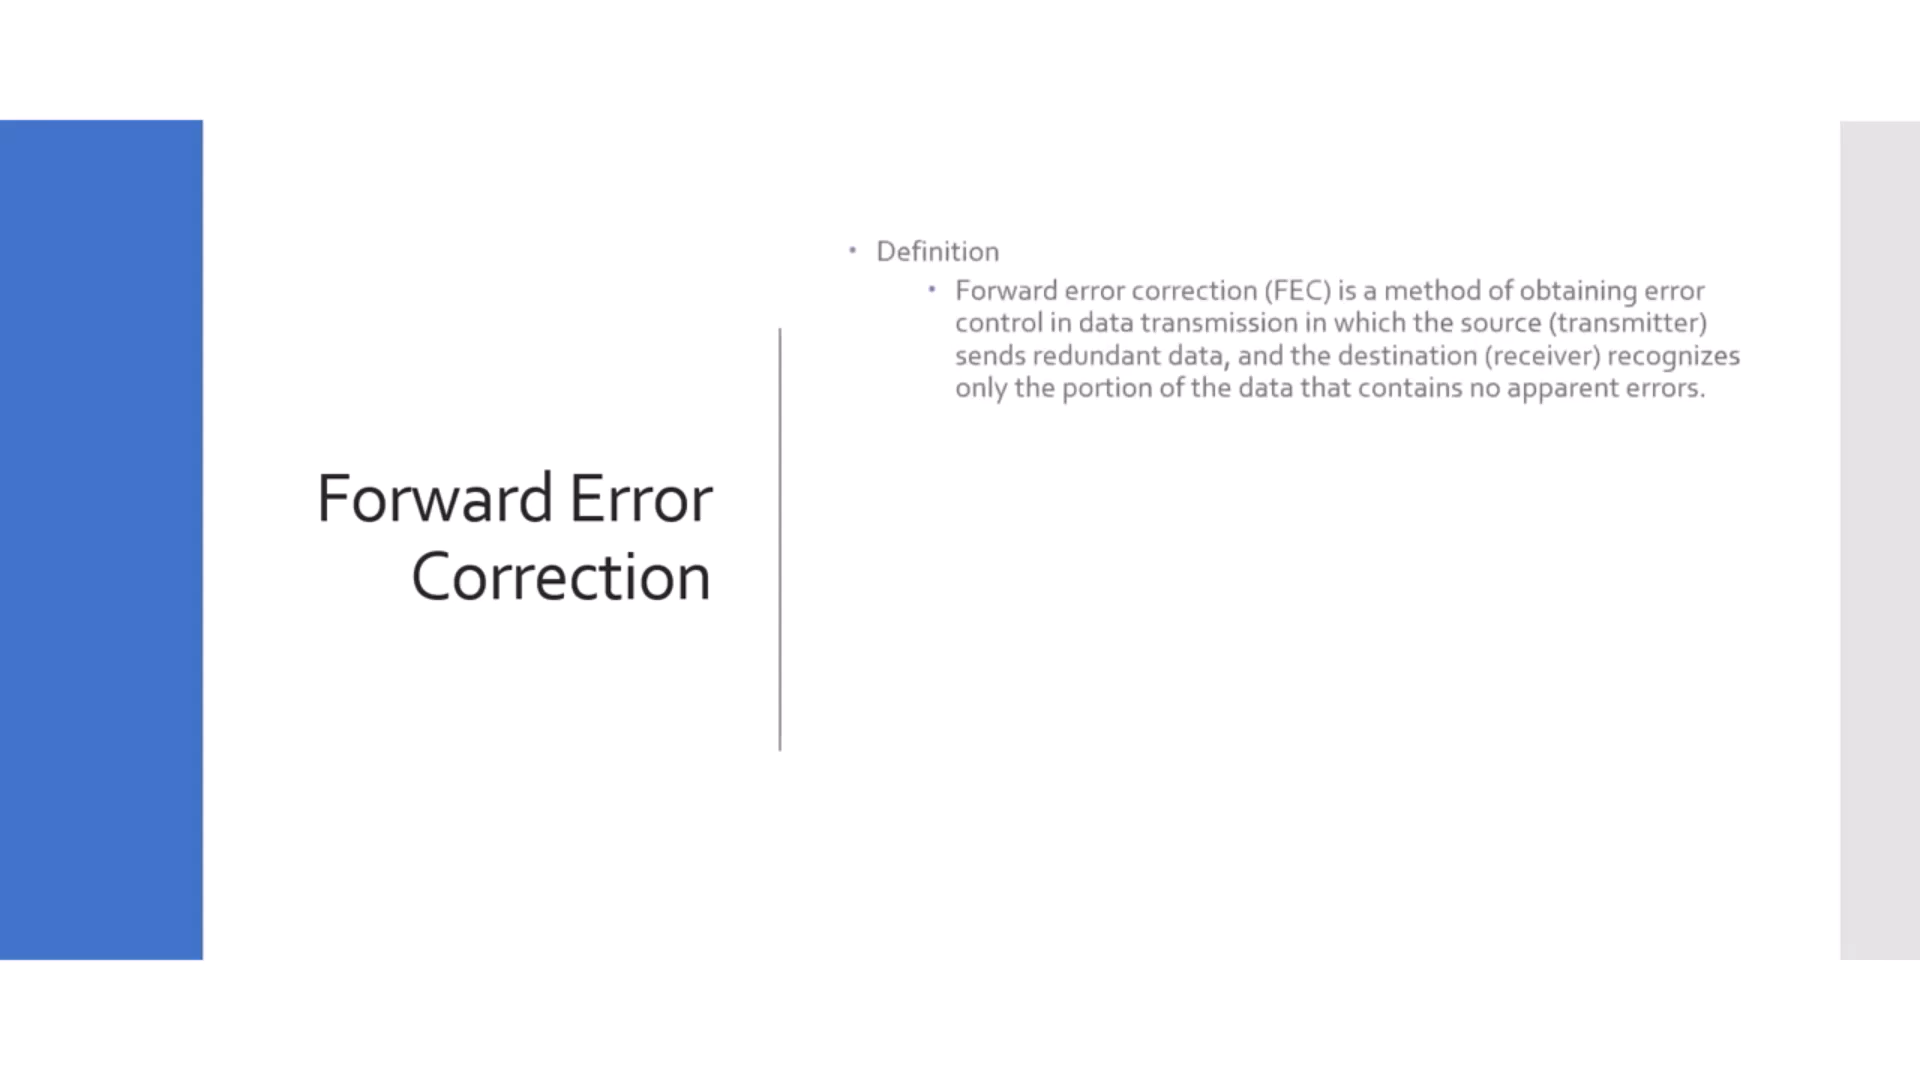 Forward Error
Correction
• Definition
• Forward error correction (FEC) is a method of obtaining error
control in data transmission in which the source (transmitter)
sends redundant data, and the destination (receiver) recognizes
only the portion of the data that contains no apparent errors.